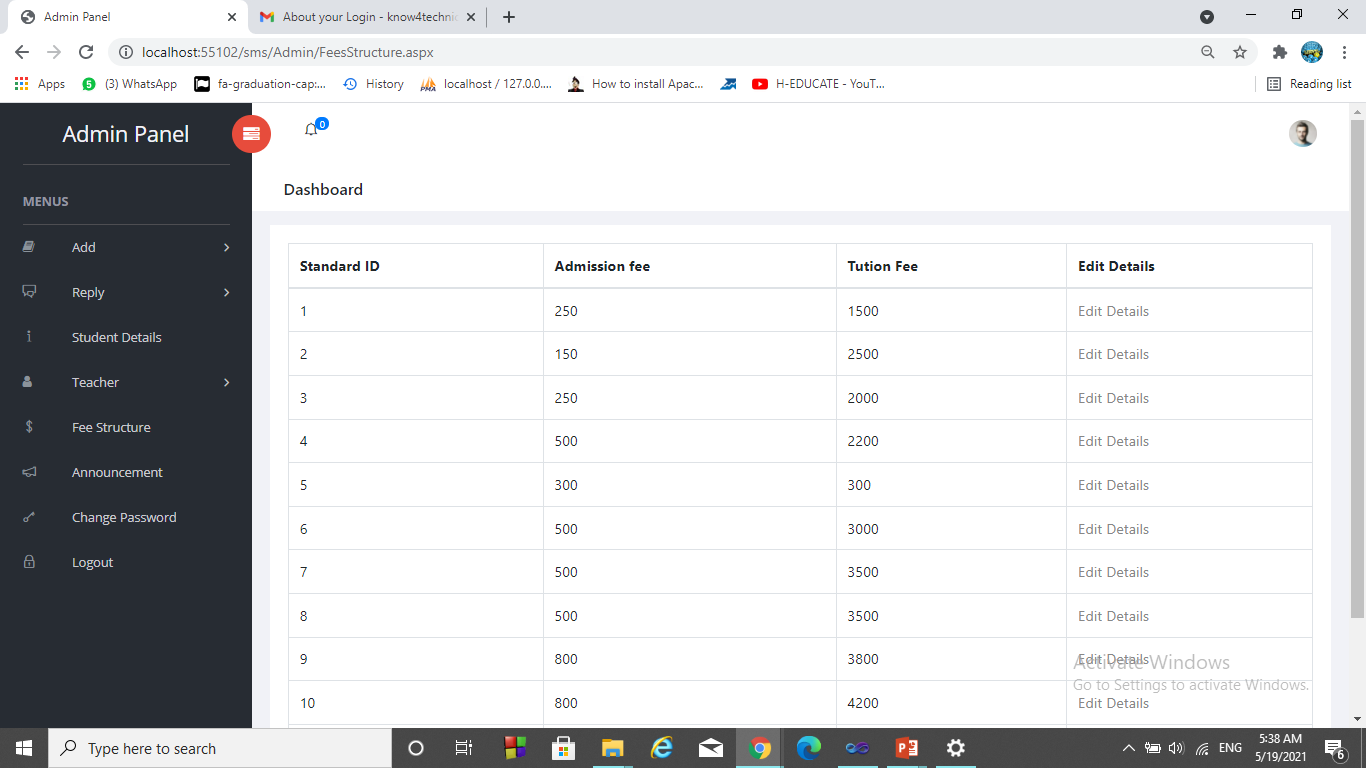 Admin Panel
About your Login - know4technic
localhost:55102/sms/Admin/FeesStructure.aspx
Apps
5
(3) WhatsApp
fa-graduation-cap:...
History
PMA
localhost / 127.0.0....
How to install Apac...
H-EDUCATE - YouT...
Reading list
Admin Panel
0
Dashboard
MENUS
Add
Reply
Student Details
Teacher
Fee Structure
Announcement
Change Password
Logout
Standard ID Admission fee Tution Fee Edit Details
1 250 1500 Edit Details
2 150 2500 Edit Details
3 250 2000 Edit Details
4 500 2200 Edit Details
5 300 300 Edit Details
6 500 3000 Edit Details
7 500 3500 Edit Details
8 500 3500 Edit Details
9 800 3800 Edit Details
10 800 4200 Edit Details
Activate Windows
Go to Settings to activate Windows.
Type here to search
ENG
5:38 AM
5/19/2021
6